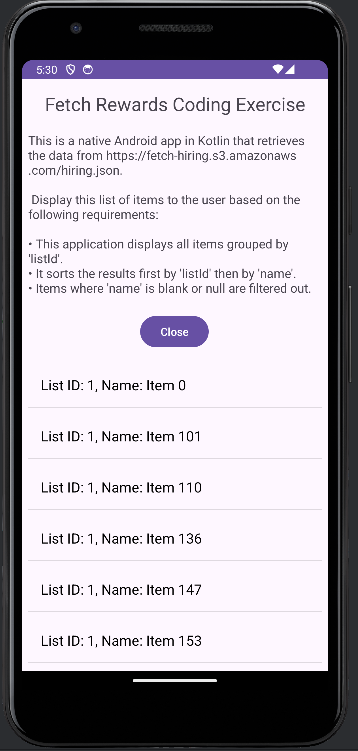 5:30
Fetch Rewards Coding Exercise
This is a native Android app in Kotlin that retrieves
the data from https://fetch-hiring.s3.amazonaws
.com/hiring.json.
Display this list of items to the user based on the
following requirements:
• This application displays all items grouped by
'listId'.
• It sorts the results first by 'listId' then by 'name'.
• Items where 'name' is blank or null are filtered out.
Close
List ID: 1, Name: Item 0
List ID: 1, Name: Item 101
List ID: 1, Name: Item 110
List ID: 1, Name: Item 136
List ID: 1, Name: Item 147
List ID: 1, Name: Item 153